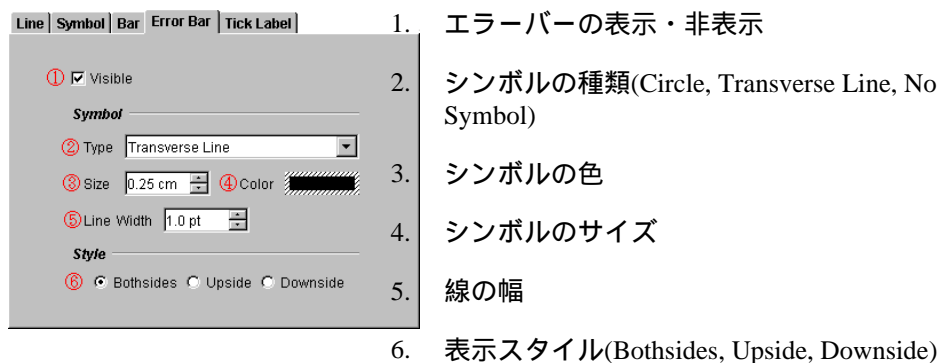 Line Symbol Bar Error Bar Tick Label
① Visible
Symbol
② Type Transverse Line
③ Size 0.25 cm ④ Color
⑤ Line Width 1.0 pt
Style
⑥ Bothsides Upside Downside
1. エラーバーの表示・非表示
2. シンボルの種類(Circle, Transverse Line, No
Symbol)
3. シンボルの色
4. シンボルのサイズ
5. 線の幅
6. 表示スタイル(Bothsides, Upside, Downside)